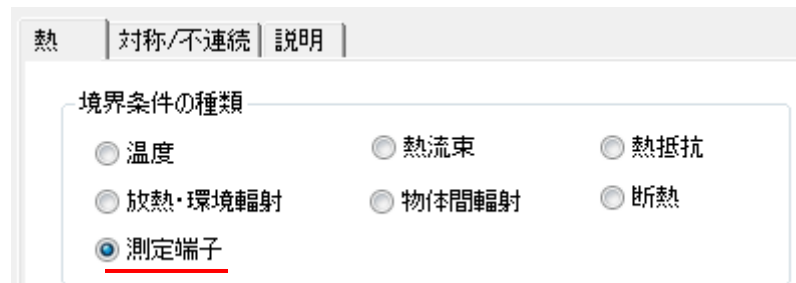 熱 対称/不連続 説明
境界条件の種類
温度 熱流束 熱抵抗
放熱・環境輻射 物体間輻射 断熱
測定端子